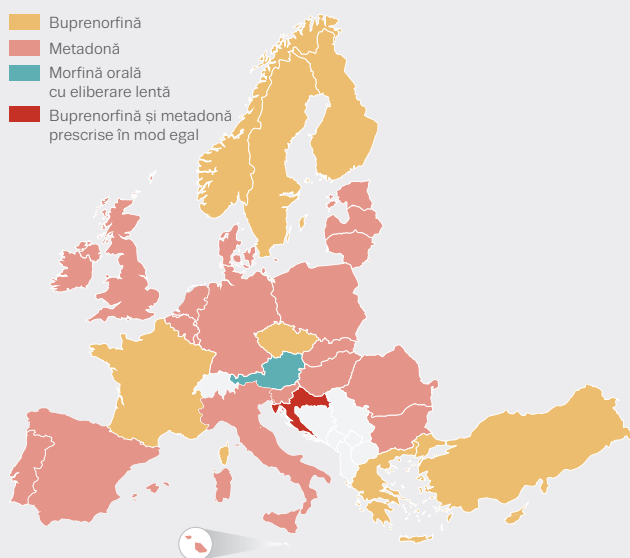 Buprenorfină
Metadonă
Morfină orală
cu eliberare lentă
Buprenorfină și metadonă
prescrise în mod egal